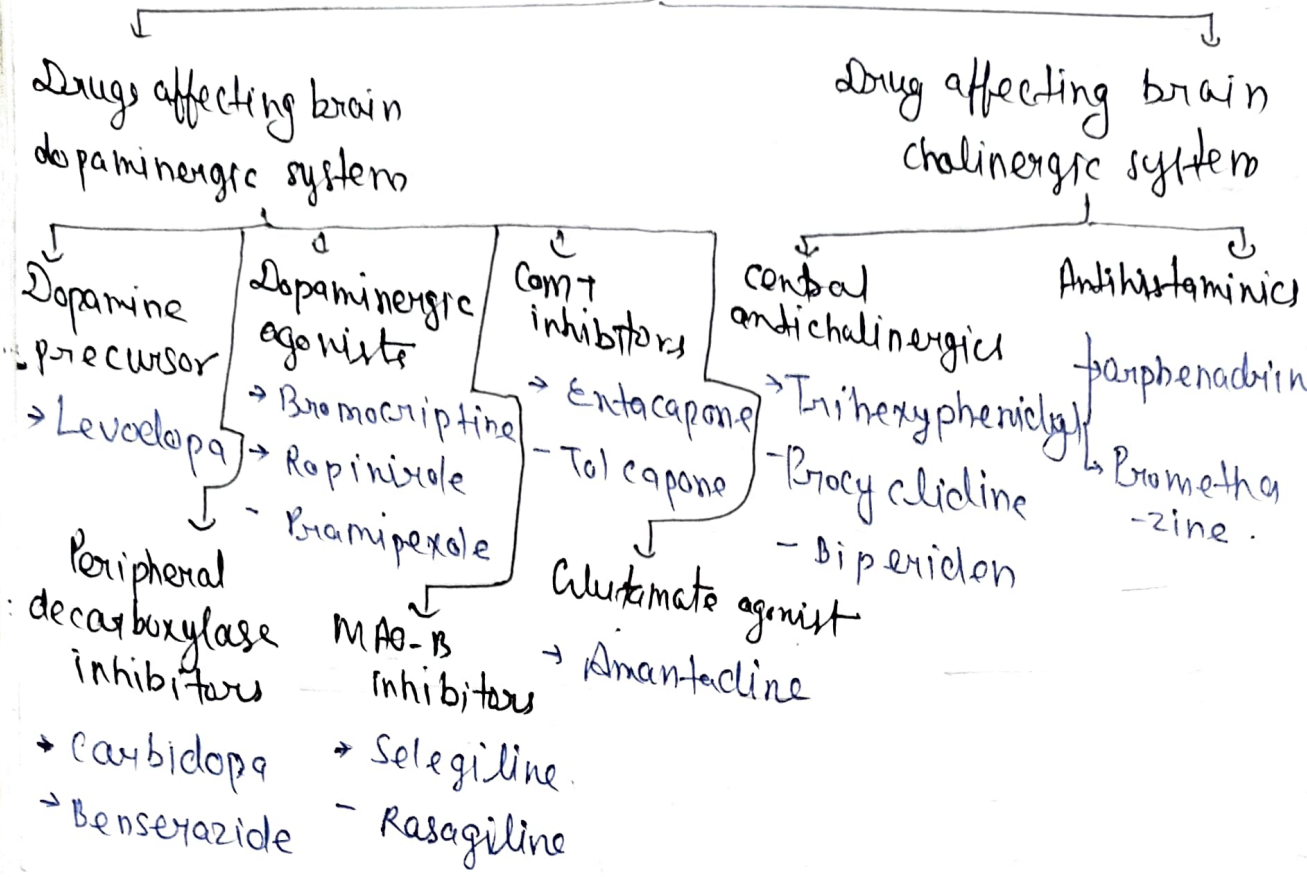 Drugs affecting brain
dopaminergic system
Dopamine
precursor
→ Levodopa
Peripheral
decarboxylase
inhibitors
→ Carbidopa
→ Benserazide
Dopaminergic
agonists
→ Bromocriptine
→ Ropinirole
- Pramipexole
MAO-B
inhibitors
→ Selegiline
- Rasagiline
COMT
inhibitors
→ Entacapone
- Tolcapone
Glutamate agonist
→ Amantadine
Drug affecting brain
cholinergic system
Central
anticholinergics
→ Trihexyphenidyl
- Procyclidine
- Biperiden
Antihistaminics
→ Prometha
-zine.